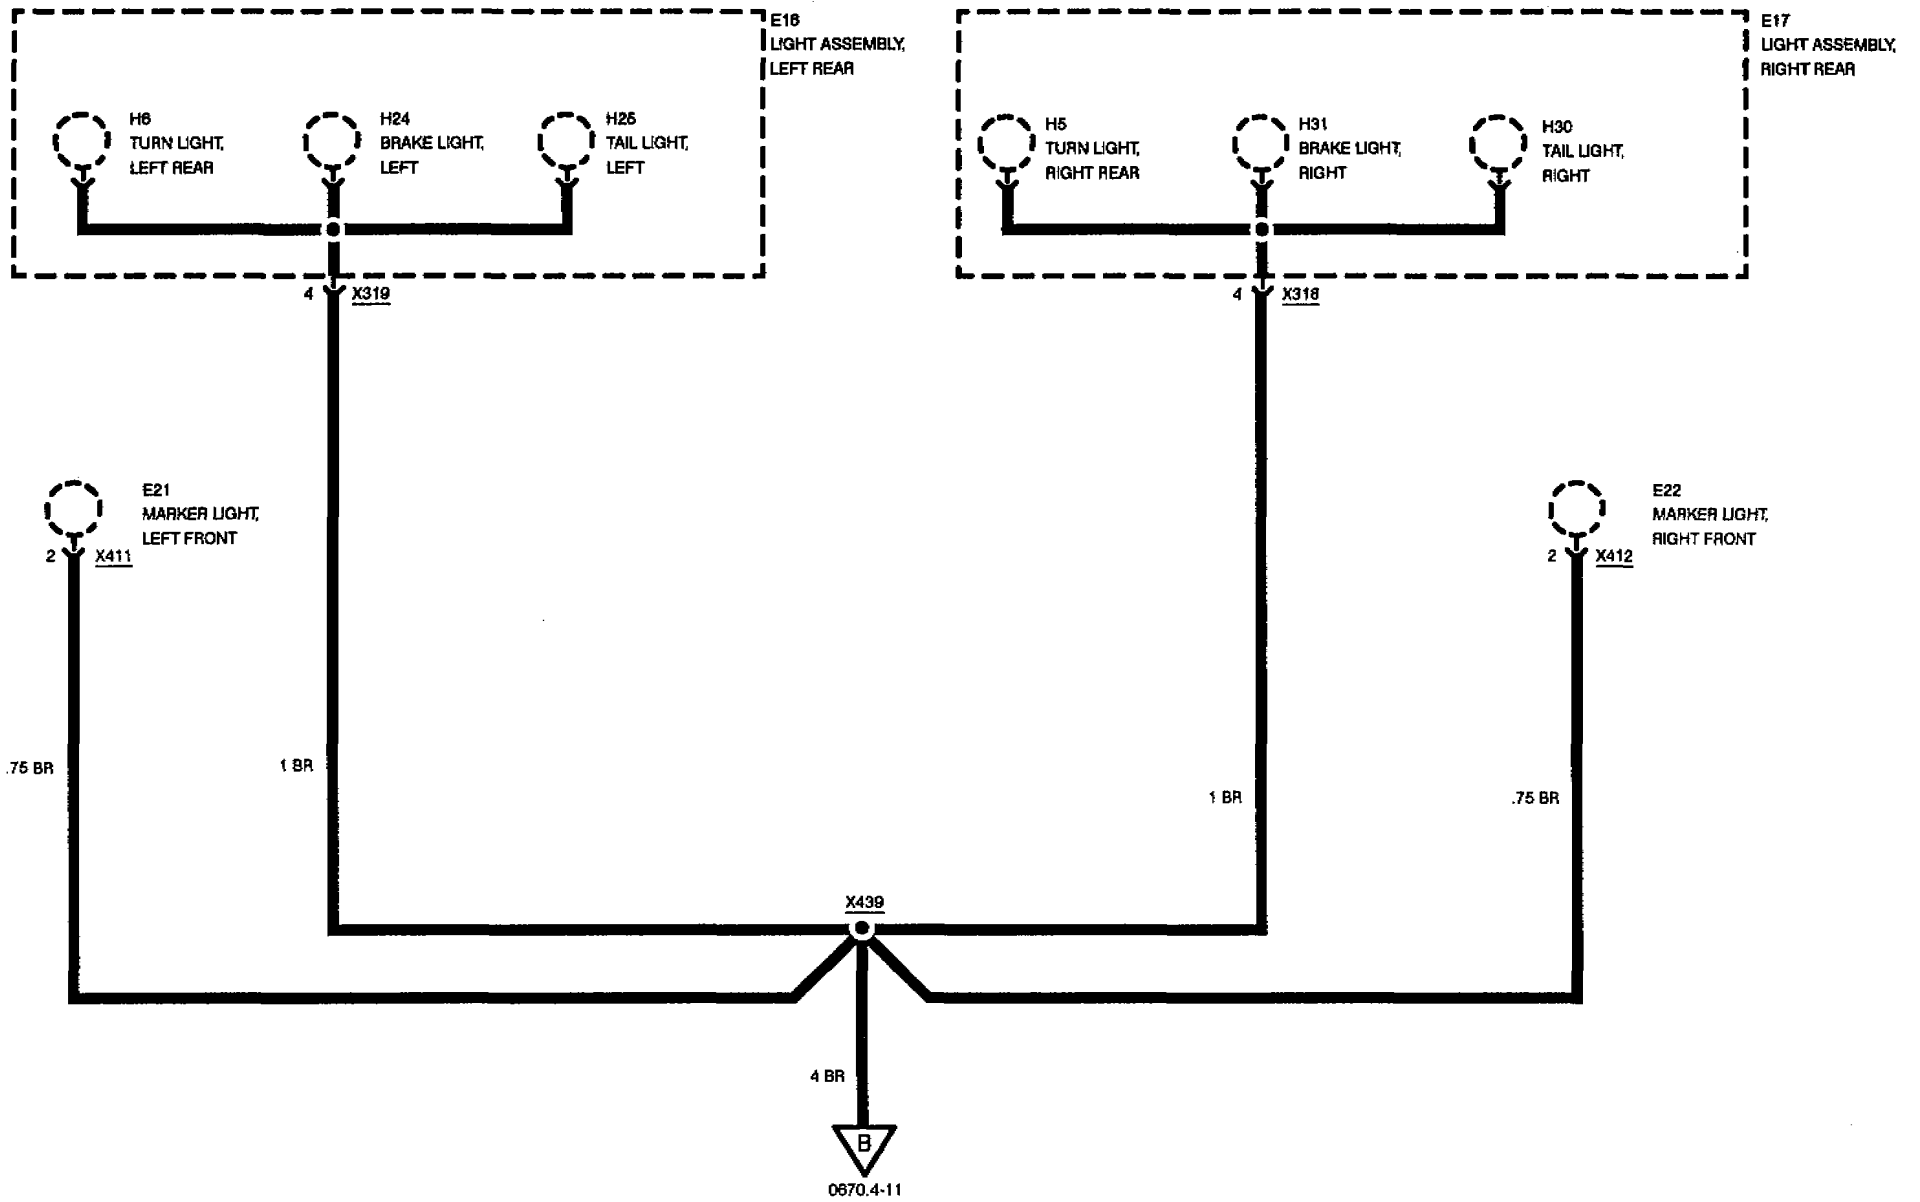 E16
LIGHT ASSEMBLY,
LEFT REAR
E17
LIGHT ASSEMBLY,
RIGHT REAR
H6
TURN LIGHT,
LEFT REAR
H24
BRAKE LIGHT,
LEFT
H25
TAIL LIGHT,
LEFT
H5
TURN LIGHT,
RIGHT REAR
H31
BRAKE LIGHT,
RIGHT
H30
TAIL LIGHT,
RIGHT
4 X319
4 X318
E21
MARKER LIGHT,
LEFT FRONT
2 X411
E22
MARKER LIGHT,
RIGHT FRONT
2 X412
.75 BR
1 BR
1 BR
.75 BR
X439
4 BR
B
0670.4-11